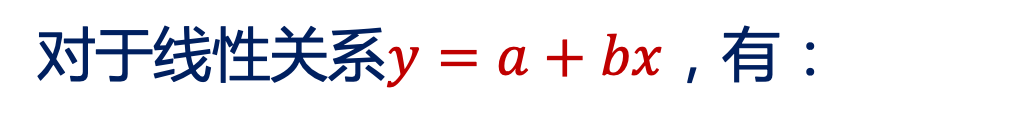 对于线性关系y = a + bx，有：